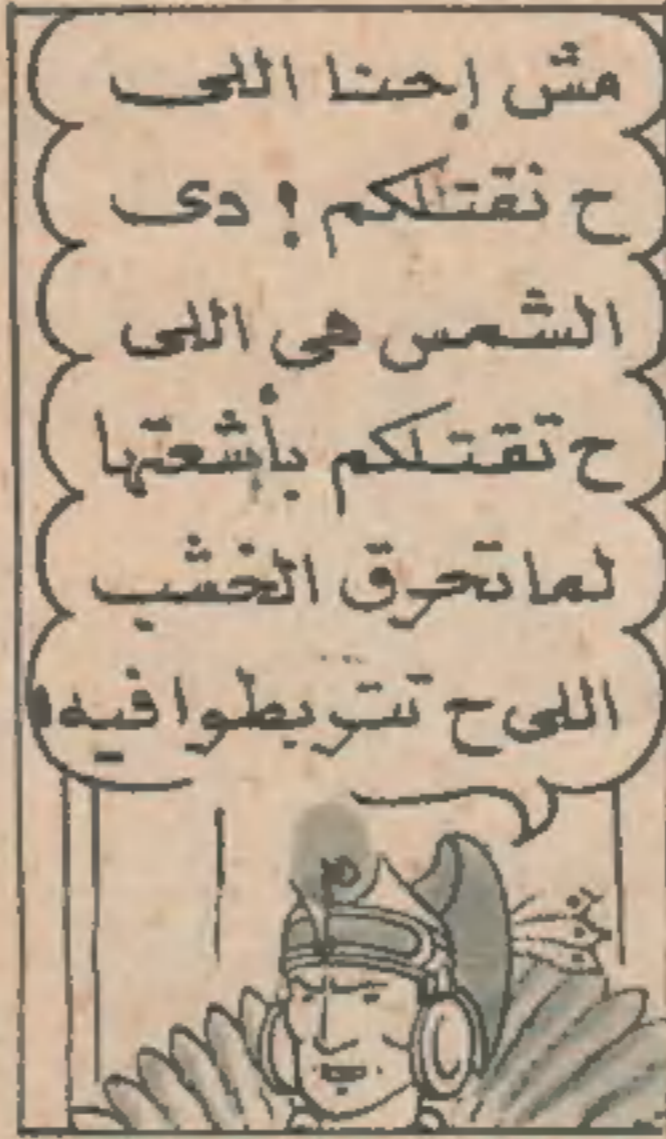 مش إحنا اللى
ح نقتلكم ! دى
الشمس هى اللى
ح تقتلكم بأشعتها
لما تحرق الخشب
اللى ح تتربطوا فيه !